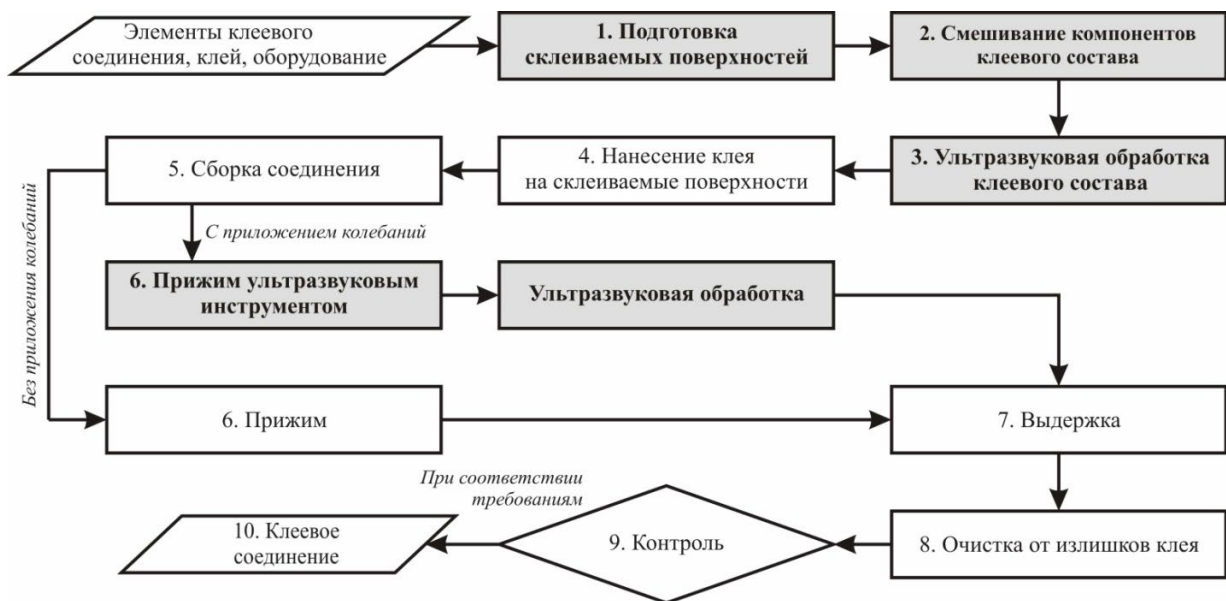 Элементы клеевого
соединения, клей, оборудование
1. Подготовка
склеиваемых поверхностей
2. Смешивание компонентов
клеевого состава
3. Ультразвуковая обработка
клеевого состава
4. Нанесение клея
на склеиваемые поверхности
5. Сборка соединения
С приложением колебаний
Без приложения колебаний
6. Прижим ультразвуковым
инструментом
Ультразвуковая обработка
6. Прижим
7. Выдержка
8. Очистка от излишков клея
9. Контроль
При соответствии
требованиям
10. Клеевое
соединение